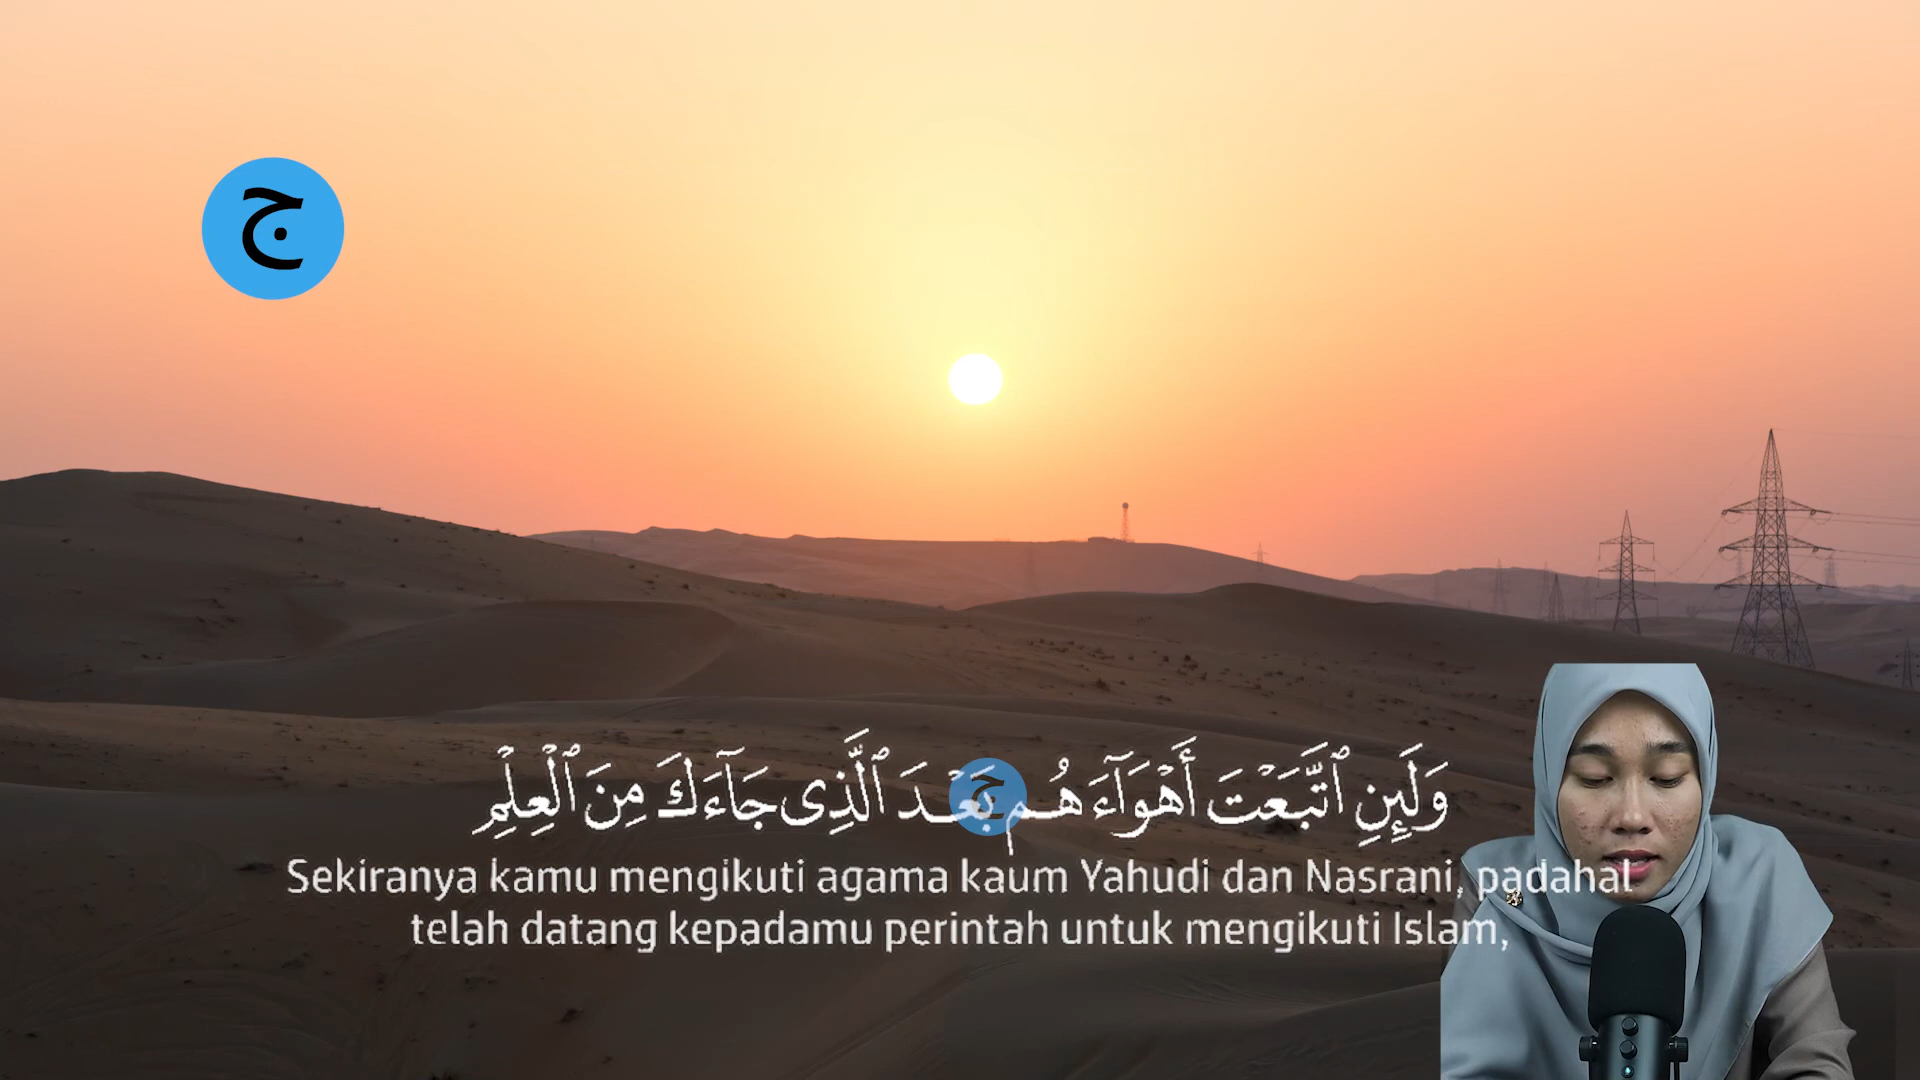 ج
وَلَئِنِ ٱتَّبَعْتَ أَهْوَآءَهُم بَعْدَ ٱلَّذِى جَآءَكَ مِنَ ٱلْعِلْمِ
ج
Sekiranya kamu mengikuti agama kaum Yahudi dan Nasrani, padahal
telah datang kepadamu perintah untuk mengikuti Islam,